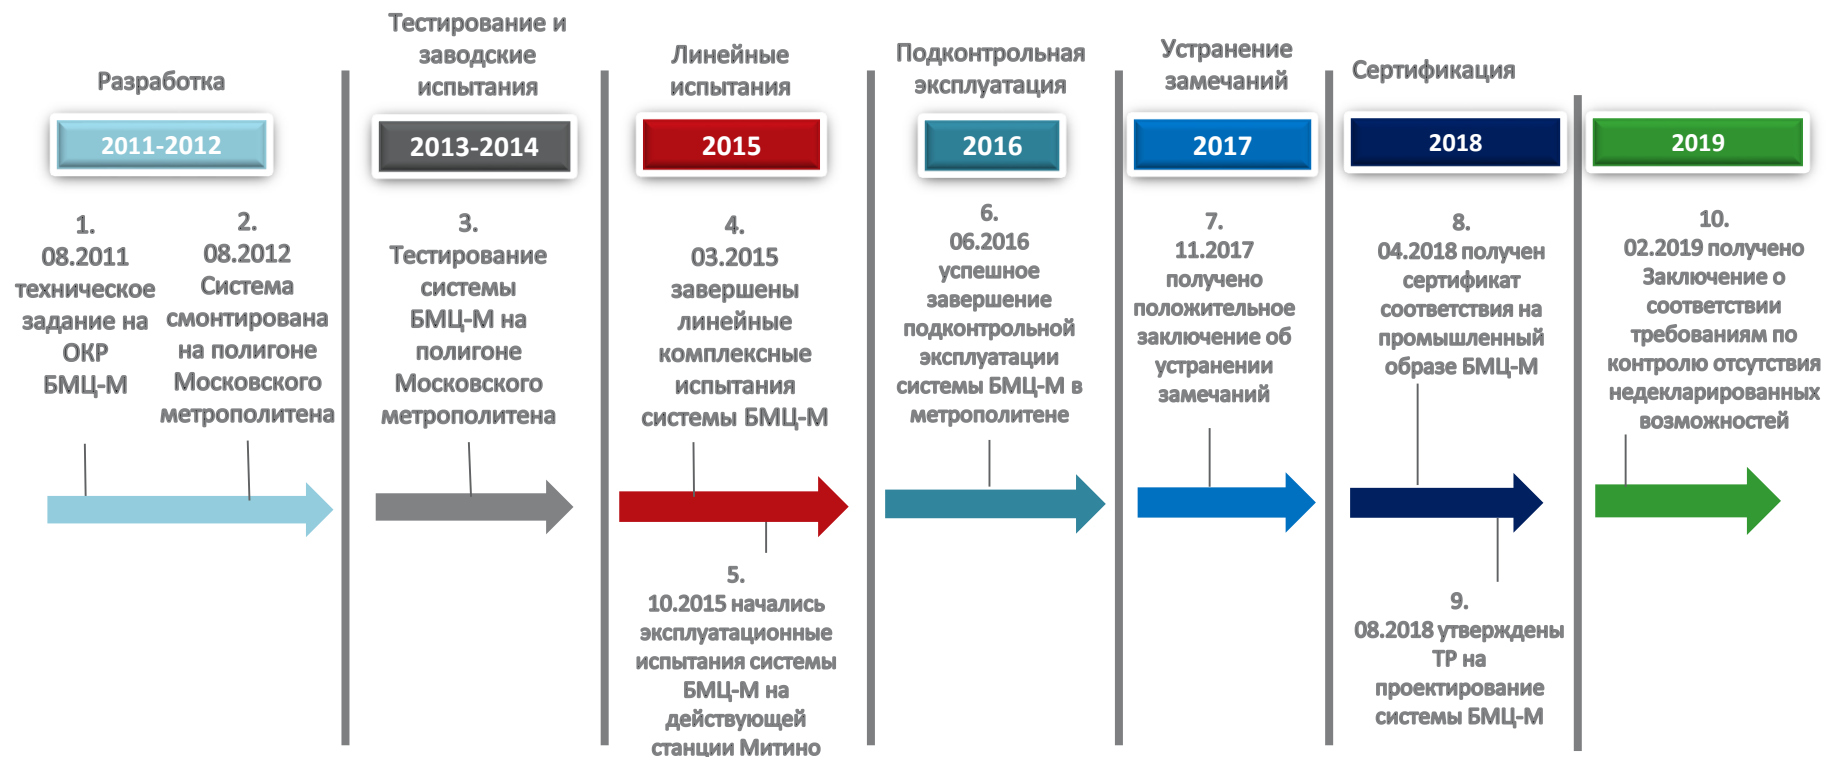 Разработка
2011-2012
1.
08.2011
техническое
задание на
ОКР
БМЦ-М
2.
08.2012
Система
смонтирована
на полигоне
Московского
метрополитена
Тестирование и
заводские
испытания
2013-2014
3.
Тестирование
системы
БМЦ-М на
полигоне
Московского
метрополитена
Линейные
испытания
2015
4.
03.2015
завершены
линейные
комплексные
испытания
системы БМЦ-М
5.
10.2015 начались
эксплуатационные
испытания системы
БМЦ-М на
действующей
станции Митино
Подконтрольная
эксплуатация
2016
6.
06.2016
успешное
завершение
подконтрольной
эксплуатации
системы БМЦ-М в
метрополитене
Устранение
замечаний
2017
7.
11.2017
получено
положительное
заключение об
устранении
замечаний
Сертификация
2018
8.
04.2018 получен
сертификат
соответствия на
промышленный
образе БМЦ-М
9.
08.2018 утверждены
ТР на
проектирование
системы БМЦ-М
2019
10.
02.2019 получено
Заключение о
соответствии
требованиям по
контролю отсутствия
недекларированных
возможностей